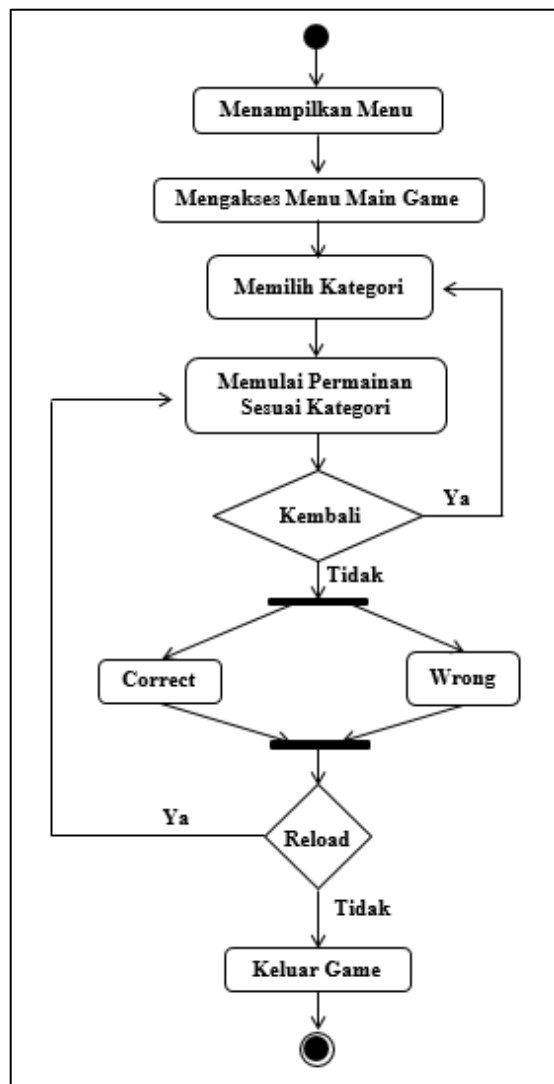 Menampilkan Menu
Mengakses Menu Main Game
Memilih Kategori
Memulai Permainan
Sesuai Kategori
Kembali
Ya
Tidak
Correct
Wrong
Ya
Reload
Tidak
Keluar Game